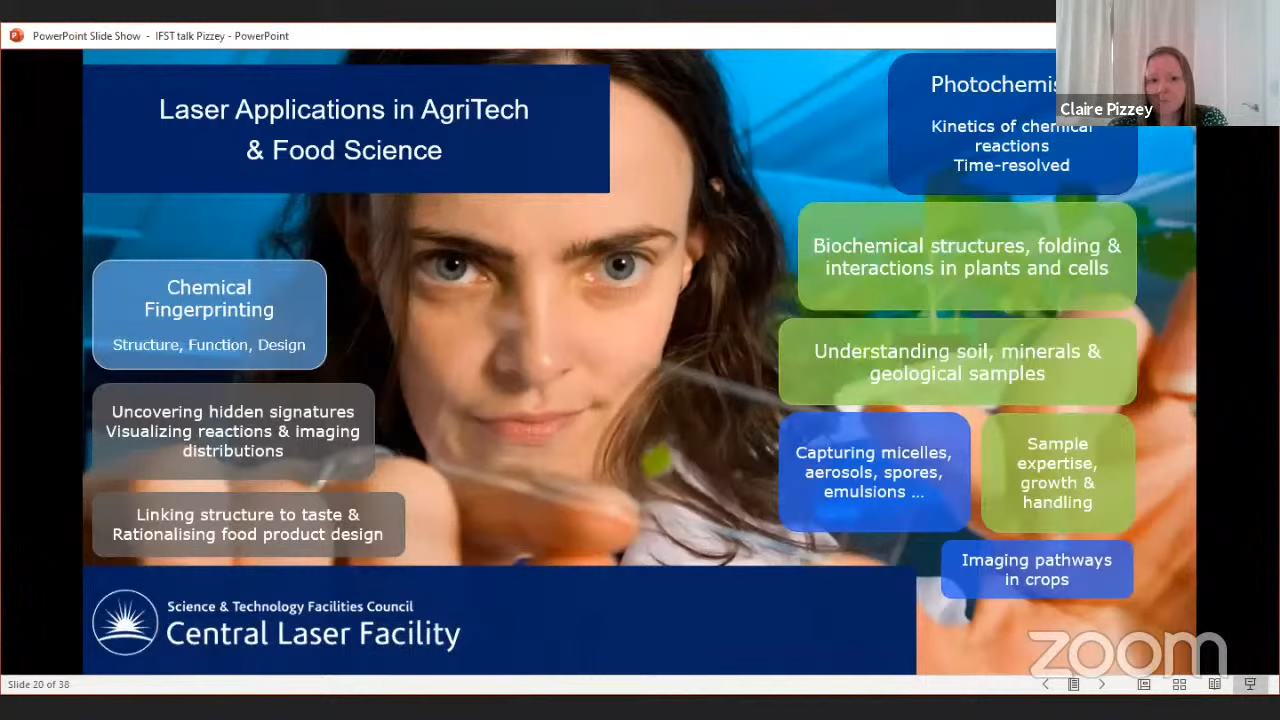 PowerPoint Slide Show - IFST talk Pizzey - PowerPoint
Claire Pizzey
Laser Applications in AgriTech
& Food Science
Photochemis
Kinetics of chemical
reactions
Time-resolved
Biochemical structures, folding &
interactions in plants and cells
Chemical
Fingerprinting
Structure, Function, Design
Understanding soil, minerals &
geological samples
Uncovering hidden signatures
Visualizing reactions & imaging
distributions
Capturing micelles,
aerosols, spores,
emulsions ...
Sample
expertise,
growth &
handling
Linking structure to taste &
Rationalising food product design
Imaging pathways
in crops
Science & Technology Facilities Council
Central Laser Facility
zoom
Slide 20 of 38